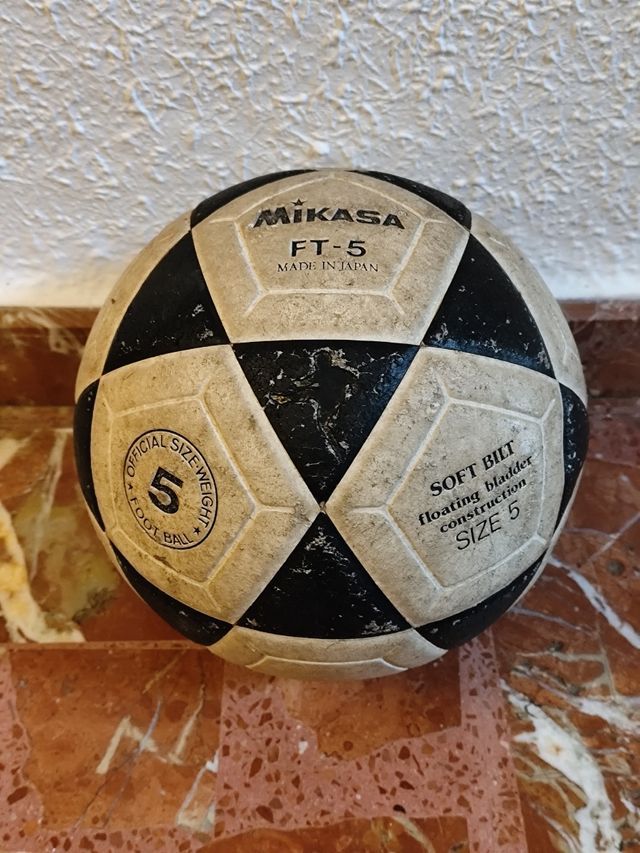 MiKASA
FT-5
MADE IN JAPAN
OFFICIAL SIZE·WEIGHT
5
FOOT BALL
SOFT BILT
floating bladder
construction
SIZE 5